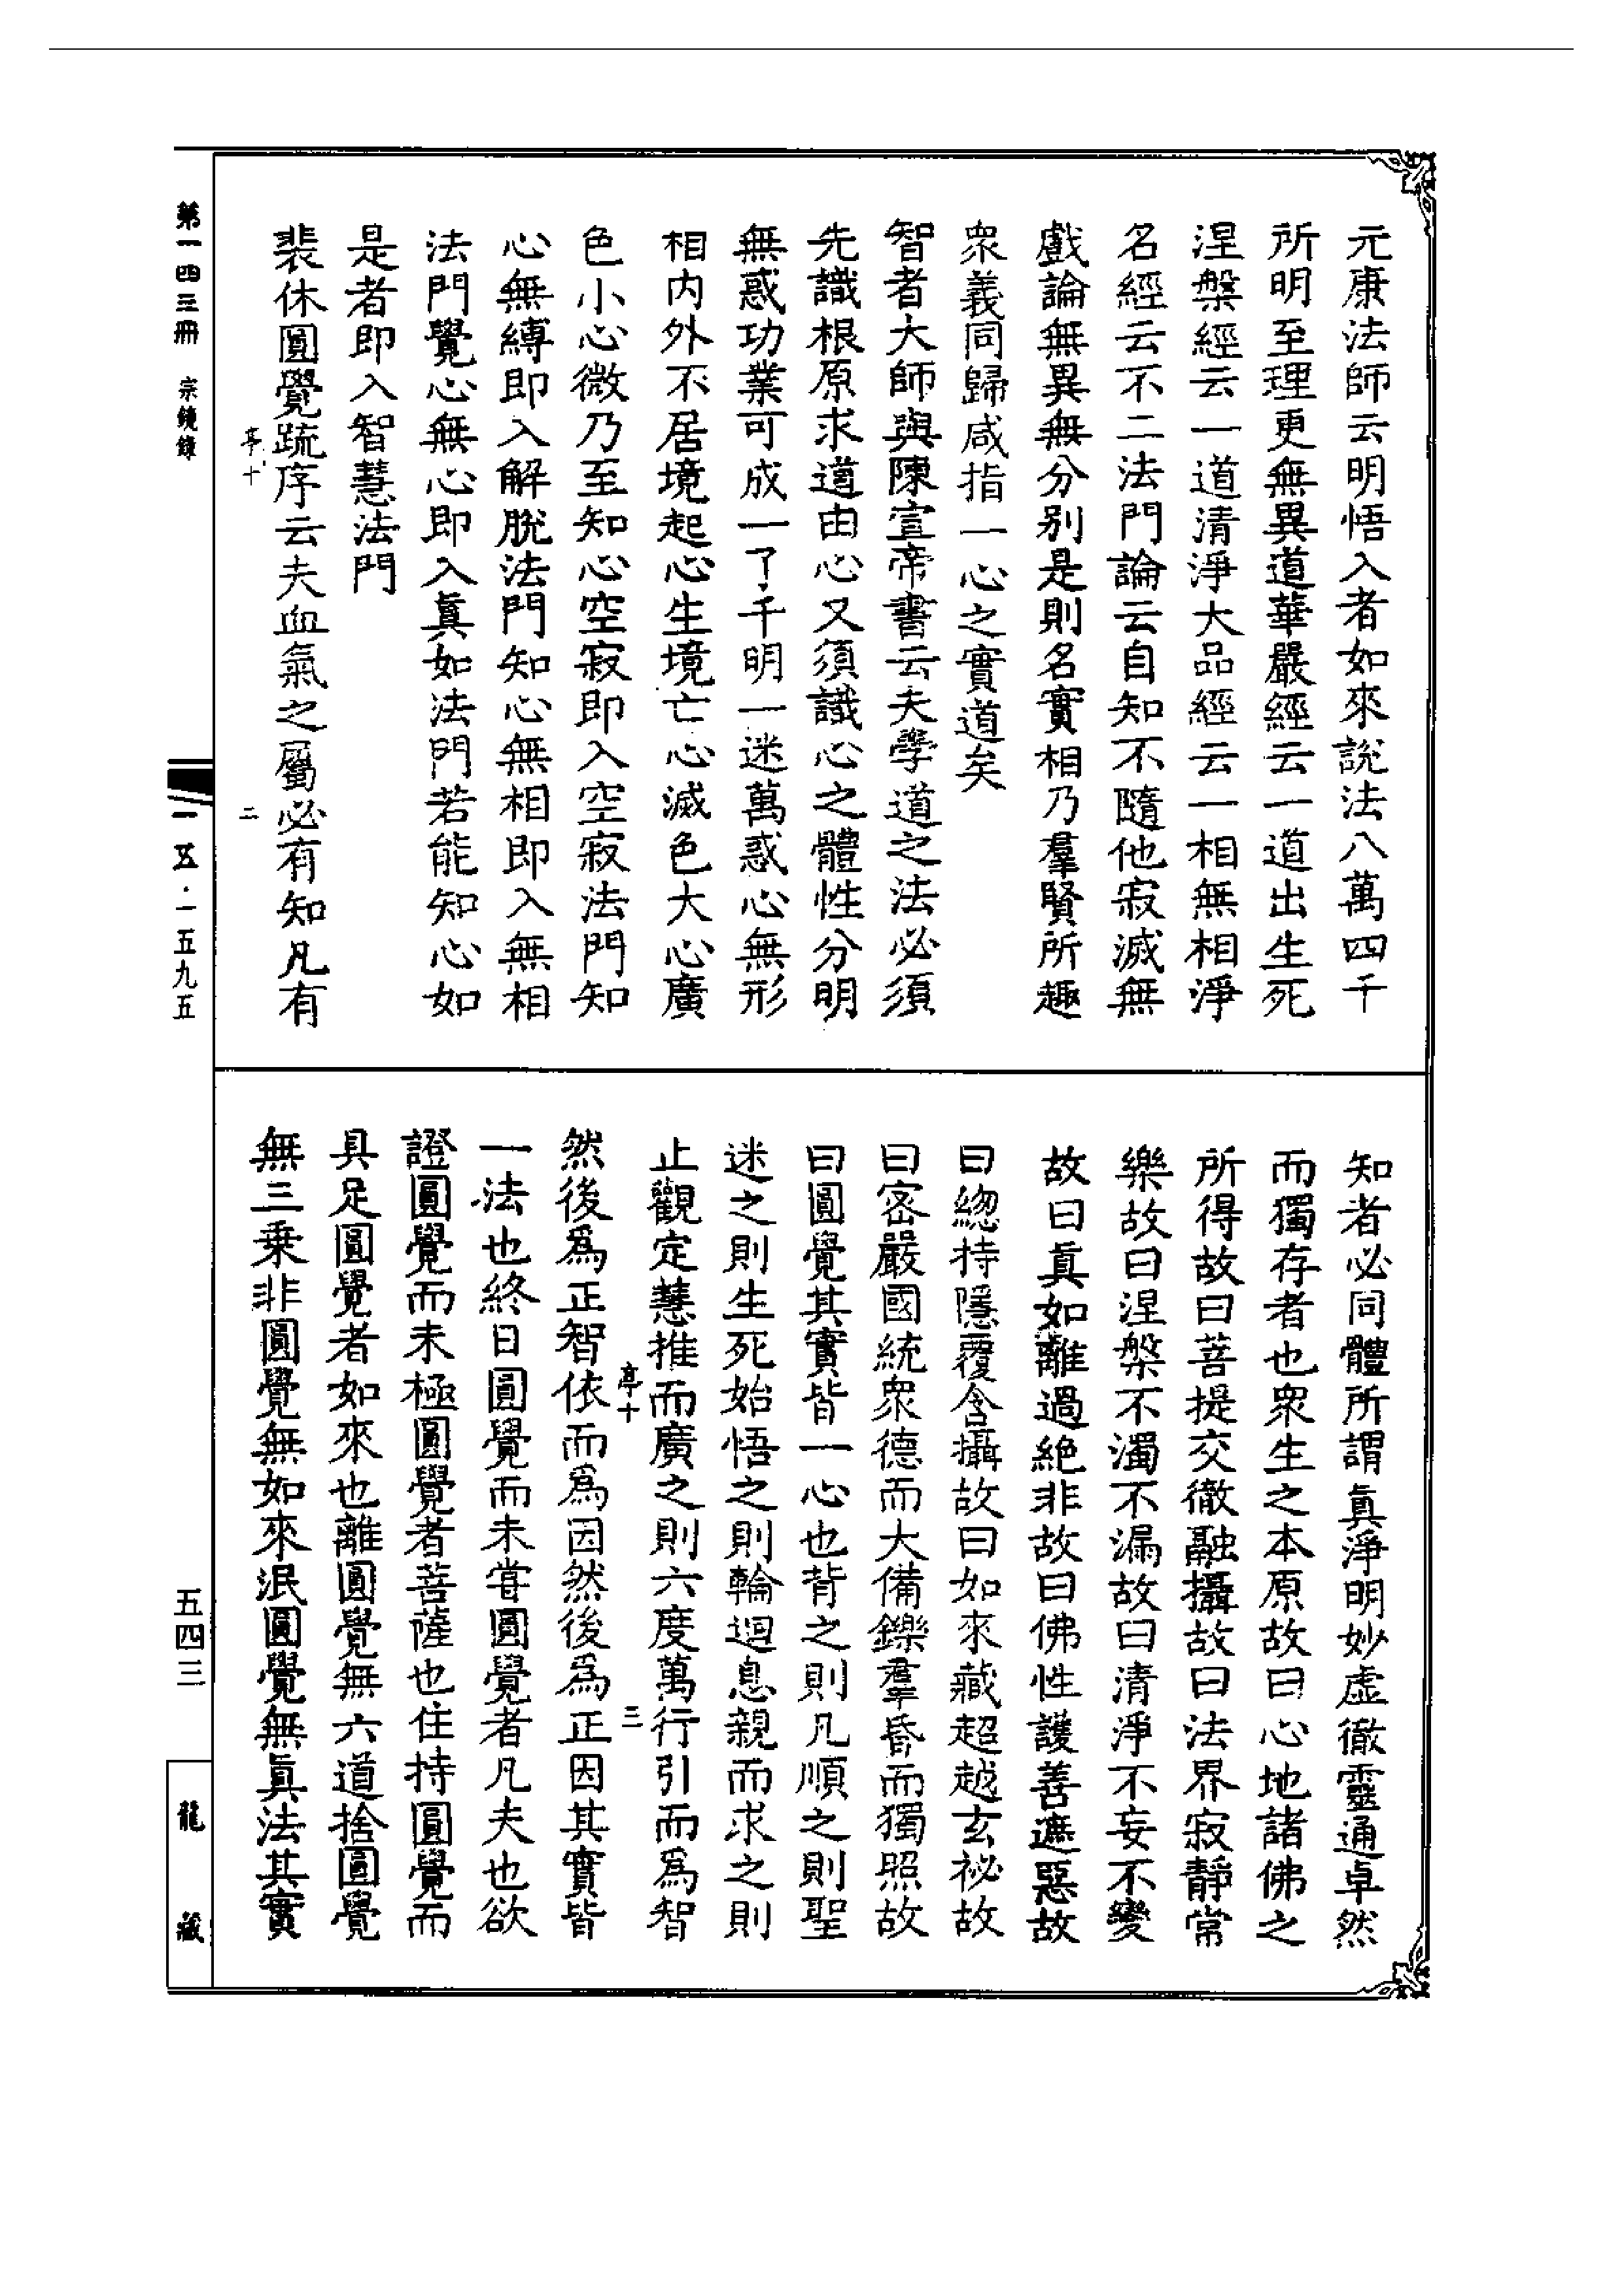 元康法師云明悟入者如來說法八萬四千
所明至理更無異道華嚴經云一道出生死
涅槃經云一道清淨大品經云一相無相淨
名經云不二法門論云自知不隨他寂滅無
戲論無異無分別是則名實相乃羣賢所趣
衆義同歸咸指一心之實道矣
智者大師與陳宣帝書云夫學道之法必須
先識根原求道由心又須識心之體性分明
無惑功業可成一了千明一迷萬惑心無形
相內外不居境起心生境亡心滅色大心廣
色小心微乃至知心空寂即入空寂法門知
心無縛即入解脫法門知心無相即入無相
法門覺心無心即入真如法門若能知心如
是者即入智慧法門
裴休圓覺疏序云夫血氣之屬必有知凡有
亭十
二
知者必同體所謂真淨明妙虛徹靈通卓然
而獨存者也衆生之本原故曰心地諸佛之
所得故曰菩提交徹融攝故曰法界寂靜常
樂故曰涅槃不濁不漏故曰清淨不妄不變
故曰真如離過絕非故曰佛性護善遮惡故
曰總持隱覆含攝故曰如來藏超越玄祕故
曰密嚴國統衆德而大備鑠羣昏而獨照故
曰圓覺其實皆一心也背之則凡順之則聖
迷之則生死始悟之則輪迴息親而求之則
止觀定慧推而廣之則六度萬行引而爲智
亭十
三
然後爲正智依而爲因然後爲正因其實皆
一法也終日圓覺而未甞圓覺者凡夫也欲
證圓覺而未極圓覺者菩薩也住持圓覺而
具足圓覺者如來也離圓覺無六道捨圓覺
無三乘非圓覺無如來泯圓覺無真法其實
第一四三冊 宗鏡錄
一五·一五九五
五四三
龍藏